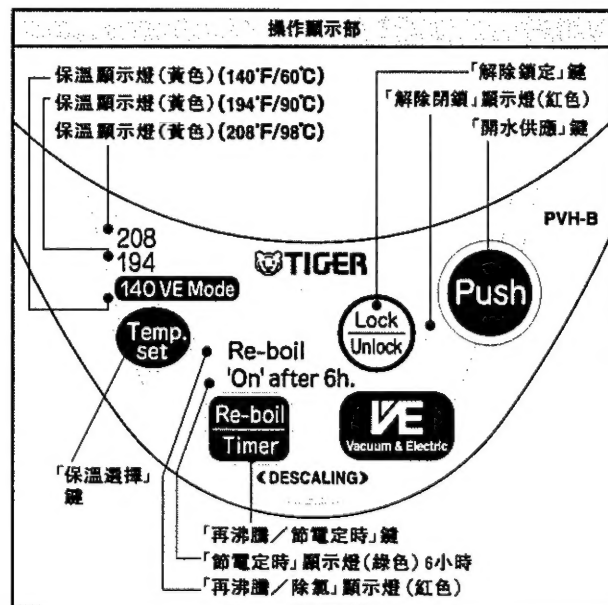 操作顯示部
保溫顯示燈(黃色)(140°F/60°C)
保溫顯示燈(黃色)(194°F/90°C)
保溫顯示燈(黃色)(208°F/98°C)
「解除鎖定」鍵
「解除閉鎖」顯示燈(紅色)
「開水供應」鍵
PVH-B
208
194
140 VE Mode
TIGER
Push
Lock
Unlock
Temp.
set
Re-boil
'On' after 6h.
Re-boil
Timer
VE
Vacuum & Electric
《DESCALING》
「保溫選擇」
鍵
「再沸騰／節電定時」鍵
「節電定時」顯示燈(綠色) 6小時
「再沸騰／除氯」顯示燈(紅色)